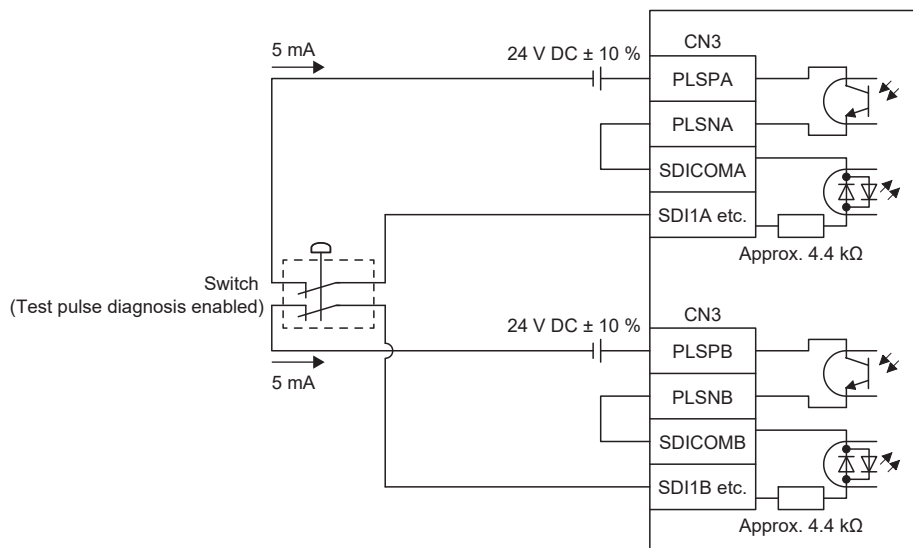 5 mA
24 V DC ± 10 %
CN3
PLSPA
PLSNA
SDICOMA
SDI1A etc.
Approx. 4.4 kΩ
Switch
(Test pulse diagnosis enabled)
24 V DC ± 10 %
CN3
5 mA
PLSPB
PLSNB
SDICOMB
SDI1B etc.
Approx. 4.4 kΩ